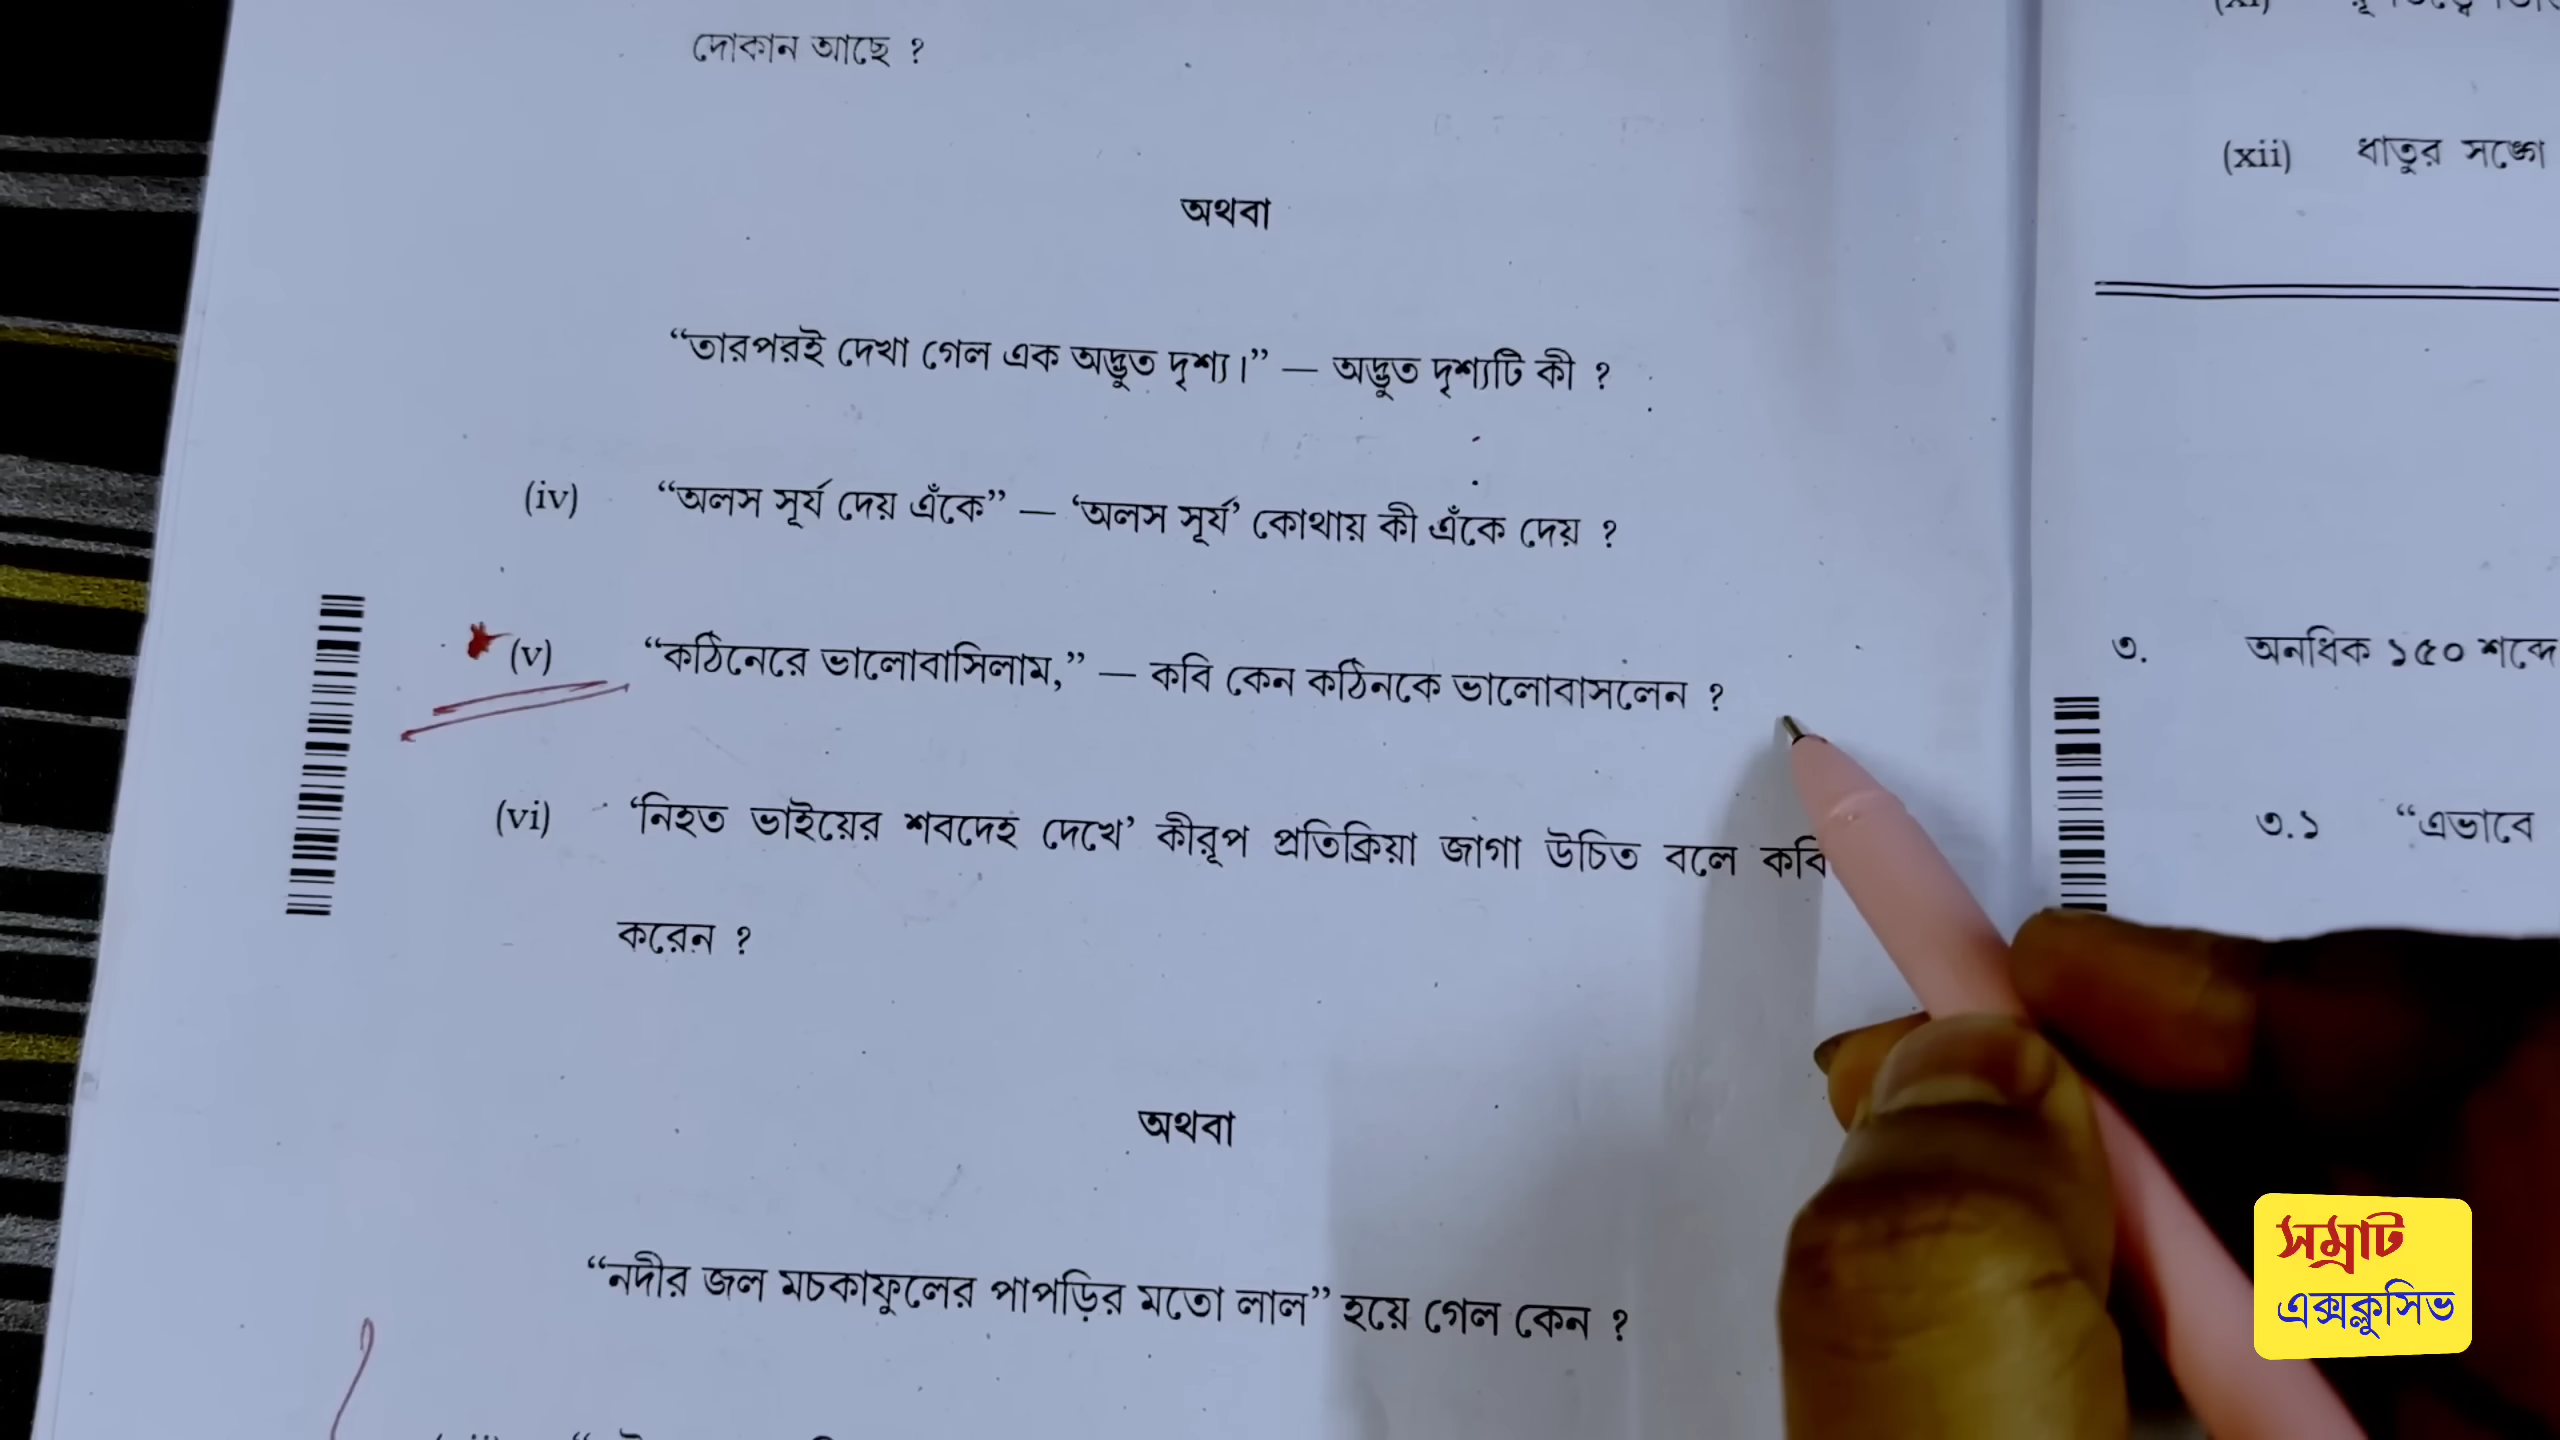 দোকান আছে ?
অথবা
“তারপরই দেখা গেল এক অদ্ভুত দৃশ্য।” — অদ্ভুত দৃশ্যটি কী ?
(iv) “অলস সূর্য দেয় এঁকে” — ‘অলস সূর্য’ কোথায় কী এঁকে দেয় ?
(v) “কঠিনেরে ভালোবাসিলাম,” — কবি কেন কঠিনকে ভালোবাসলেন ?
(vi) ‘নিহত ভাইয়ের শবদেহ দেখে’ কীরূপ প্রতিক্রিয়া জাগা উচিত বলে কবি
করেন ?
অথবা
“নদীর জল মচকাফুলের পাপড়ির মতো লাল” হয়ে গেল কেন ?
(xii) ধাতুর সঙ্গে
৩. অনধিক ১৫০ শব্দে
৩.১ “এভাবে
সম্রাট
এক্সক্লুসিভ